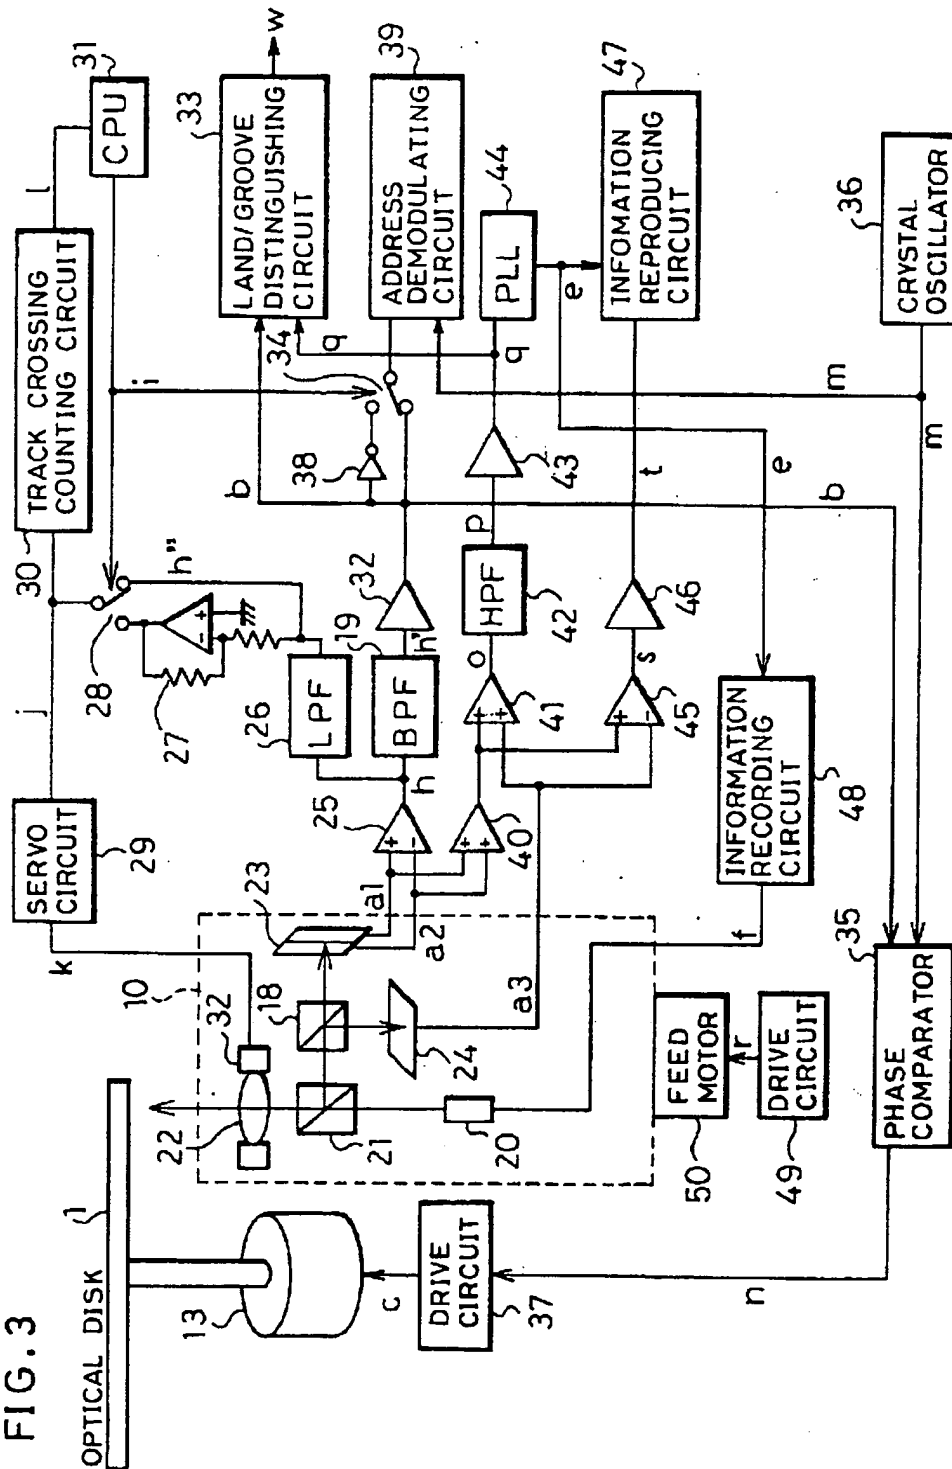 FIG.3
OPTICAL DISK
1
13
c
DRIVE
CIRCUIT
37
n
22
32
10
k
SERVO
CIRCUIT
29
j
30
TRACK CROSSING
COUNTING CIRCUIT
l
31
CPU
i
28
27
h"
21
20
18
23
24
a1
a2
a3
25
h
26
LPF
19
BPF
h'
32
b
38
34
33
LAND/GROOVE
DISTINGUISHING
CIRCUIT
w
39
ADDRESS
DEMODULATING
CIRCUIT
q
40
41
o
HPF
42
p
43
q
PLL
44
e
45
s
46
t
INFOMATION
REPRODUCING
CIRCUIT
47
m
CRYSTAL
OSCILLATOR
36
m
e
b
INFORMATION
RECORDING
CIRCUIT
48
f
FEED
MOTOR
50
r
DRIVE
CIRCUIT
49
PHASE
COMPARATOR
35